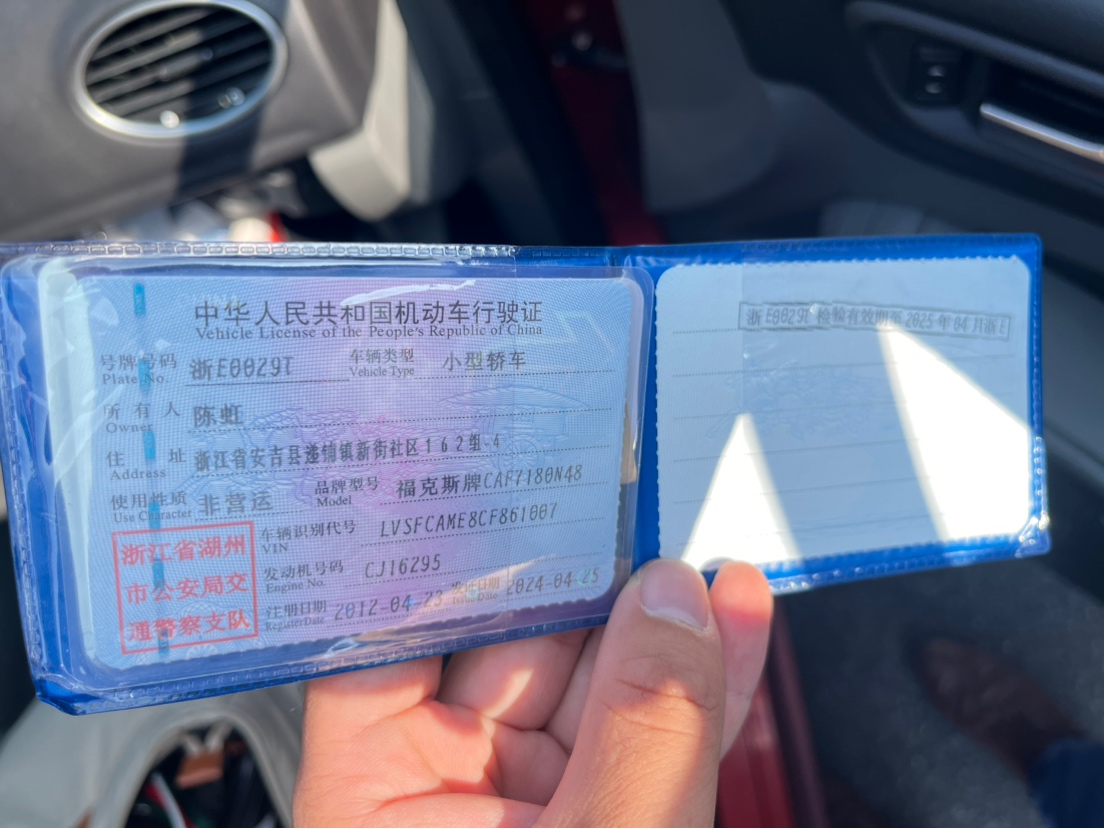 中华人民共和国机动车行驶证
Vehicle License of the People's Republic of China
号牌号码 浙E0029T 车辆类型 小型轿车
Plate No. Vehicle Type
所有人 陈虹
Owner
住址 浙江省安吉县递铺镇新街社区162组4
Address
使用性质 非营运 品牌型号 福克斯牌CAF7180N48
Use Character Model
车辆识别代号 LVSFCAME8CF861007
VIN
发动机号码 CJ16295
Engine No.
注册日期 2012-04-23 发证日期 2024-04-25
Register Date Issue Date
浙江省湖州
市公安局交
通警察支队
浙E0029T 检验有效期至2025年04月浙E